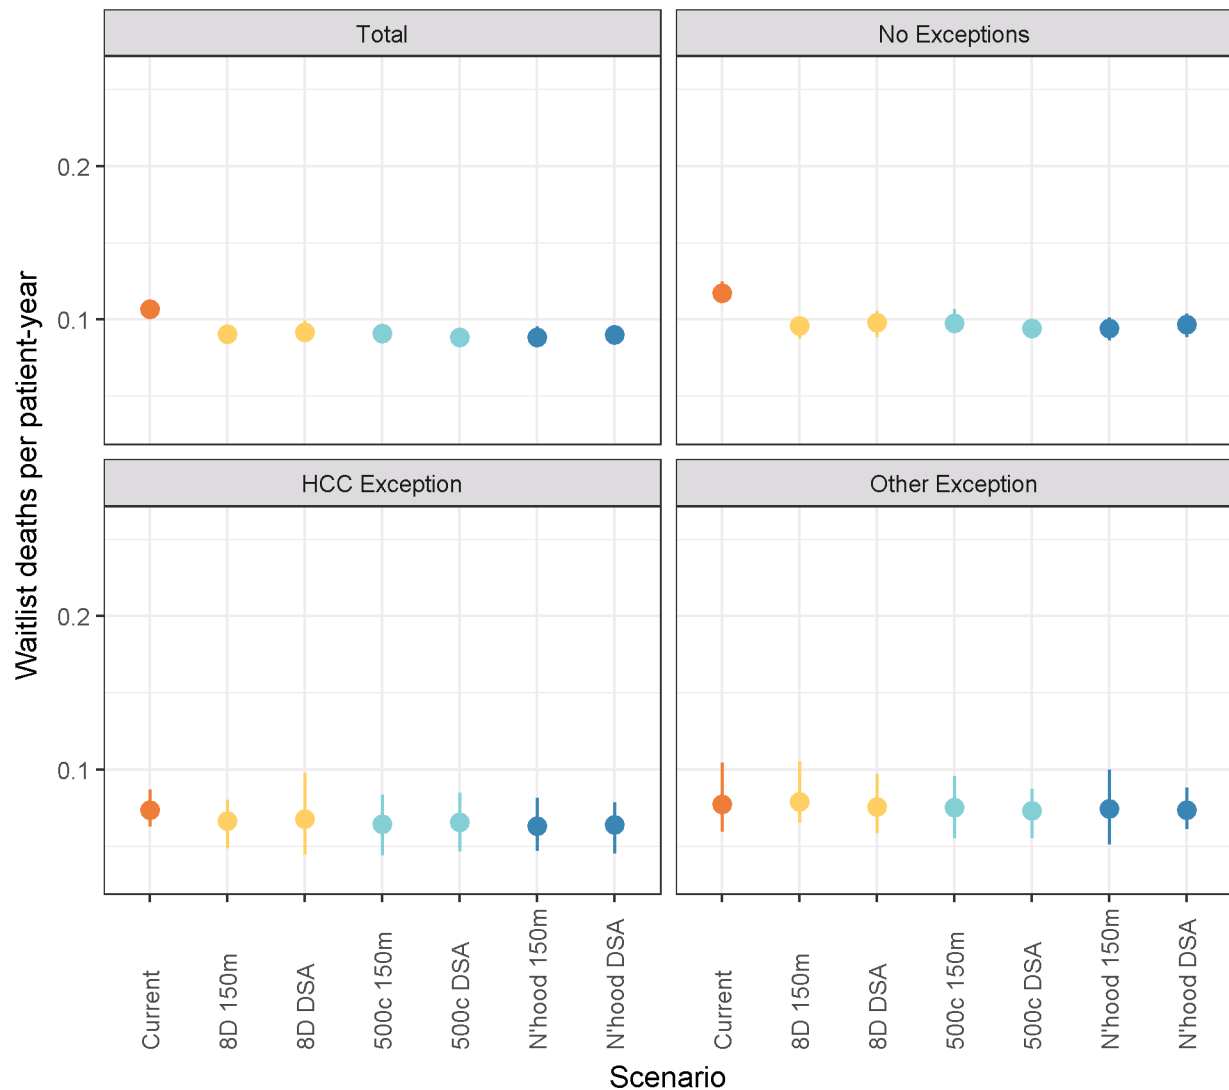 Total
No Exceptions
0.2
0.1
HCC Exception
Other Exception
0.2
0.1
Waitlist deaths per patient-year
Current
8D 150m
8D DSA
500c 150m
500c DSA
N'hood 150m
N'hood DSA
Current
8D 150m
8D DSA
500c 150m
500c DSA
N'hood 150m
N'hood DSA
Scenario